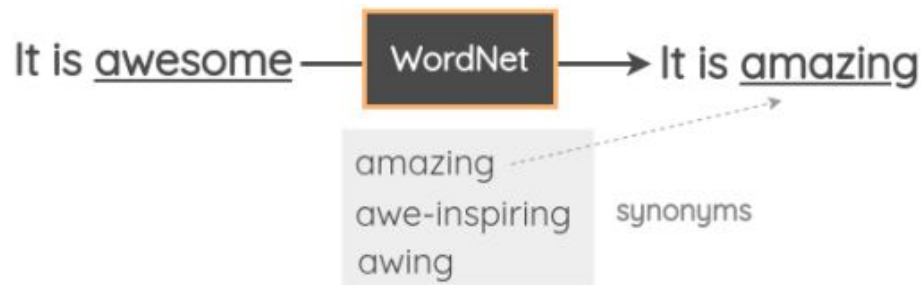 It is awesome WordNet It is amazing
amazing
awe-inspiring synonyms
awing